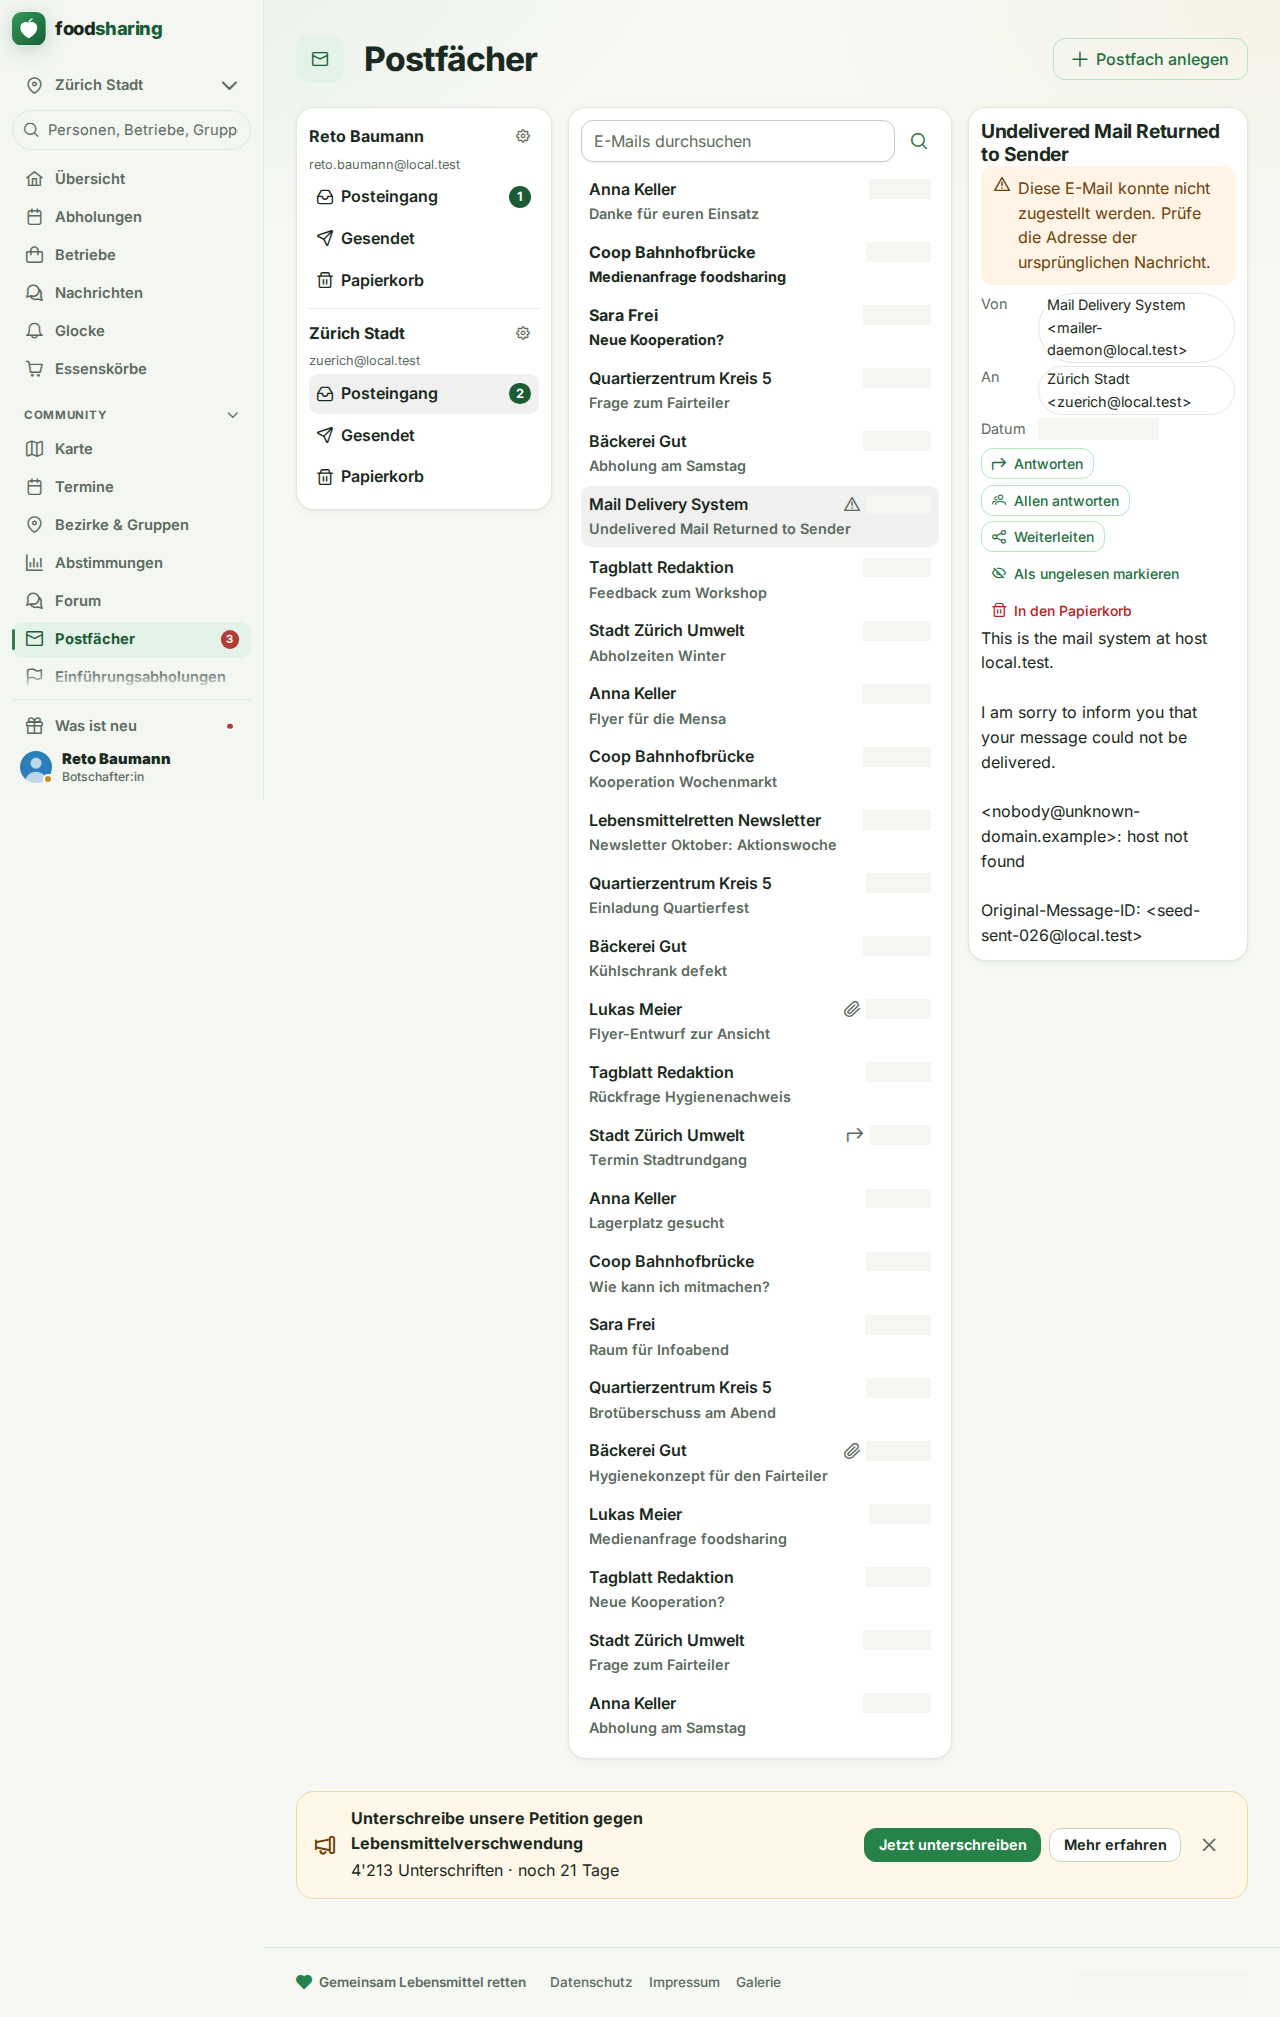 foodsharing
Zürich Stadt
Personen, Betriebe, Grupp
Übersicht
Abholungen
Betriebe
Nachrichten
Glocke
Essenskörbe
COMMUNITY
Karte
Termine
Bezirke & Gruppen
Abstimmungen
Forum
Postfächer
3
Einführungsabholungen
Was ist neu
Reto Baumann
Botschafter:in
Postfächer
Postfach anlegen
Reto Baumann
reto.baumann@local.test
Posteingang
1
Gesendet
Papierkorb
Zürich Stadt
zuerich@local.test
Posteingang
2
Gesendet
Papierkorb
E-Mails durchsuchen
Anna Keller
Danke für euren Einsatz
Coop Bahnhofbrücke
Medienanfrage foodsharing
Sara Frei
Neue Kooperation?
Quartierzentrum Kreis 5
Frage zum Fairteiler
Bäckerei Gut
Abholung am Samstag
Mail Delivery System
Undelivered Mail Returned to Sender
Tagblatt Redaktion
Feedback zum Workshop
Stadt Zürich Umwelt
Abholzeiten Winter
Anna Keller
Flyer für die Mensa
Coop Bahnhofbrücke
Kooperation Wochenmarkt
Lebensmittelretten Newsletter
Newsletter Oktober: Aktionswoche
Quartierzentrum Kreis 5
Einladung Quartierfest
Bäckerei Gut
Kühlschrank defekt
Lukas Meier
Flyer-Entwurf zur Ansicht
Tagblatt Redaktion
Rückfrage Hygienenachweis
Stadt Zürich Umwelt
Termin Stadtrundgang
Anna Keller
Lagerplatz gesucht
Coop Bahnhofbrücke
Wie kann ich mitmachen?
Sara Frei
Raum für Infoabend
Quartierzentrum Kreis 5
Brotüberschuss am Abend
Bäckerei Gut
Hygienekonzept für den Fairteiler
Lukas Meier
Medienanfrage foodsharing
Tagblatt Redaktion
Neue Kooperation?
Stadt Zürich Umwelt
Frage zum Fairteiler
Anna Keller
Abholung am Samstag
Undelivered Mail Returned
to Sender
Diese E-Mail konnte nicht
zugestellt werden. Prüfe
die Adresse der
ursprünglichen Nachricht.
Von
Mail Delivery System
<mailer-
daemon@local.test>
An
Zürich Stadt
<zuerich@local.test>
Datum
Antworten
Allen antworten
Weiterleiten
Als ungelesen markieren
In den Papierkorb
This is the mail system at host
local.test.
I am sorry to inform you that
your message could not be
delivered.
<nobody@unknown-
domain.example>: host not
found
Original-Message-ID: <seed-
sent-026@local.test>
Unterschreibe unsere Petition gegen
Lebensmittelverschwendung
4'213 Unterschriften · noch 21 Tage
Jetzt unterschreiben
Mehr erfahren
Gemeinsam Lebensmittel retten
Datenschutz
Impressum
Galerie